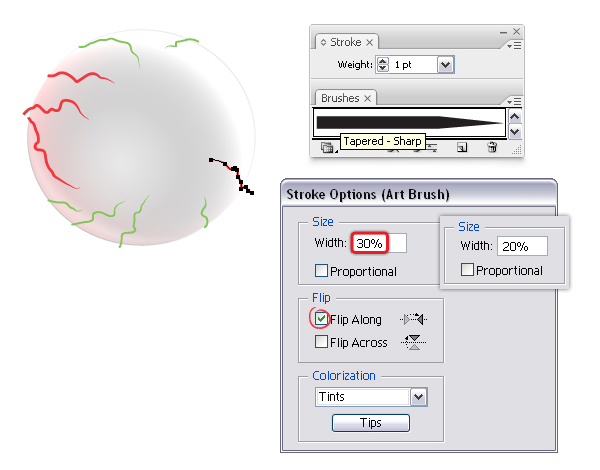 Stroke
Weight: 1 pt
Brushes
Tapered - Sharp
Stroke Options (Art Brush)
Size
Width: 30%
Proportional
Size
Width: 20%
Proportional
Flip
Flip Along
Flip Across
Colorization
Tints
Tips